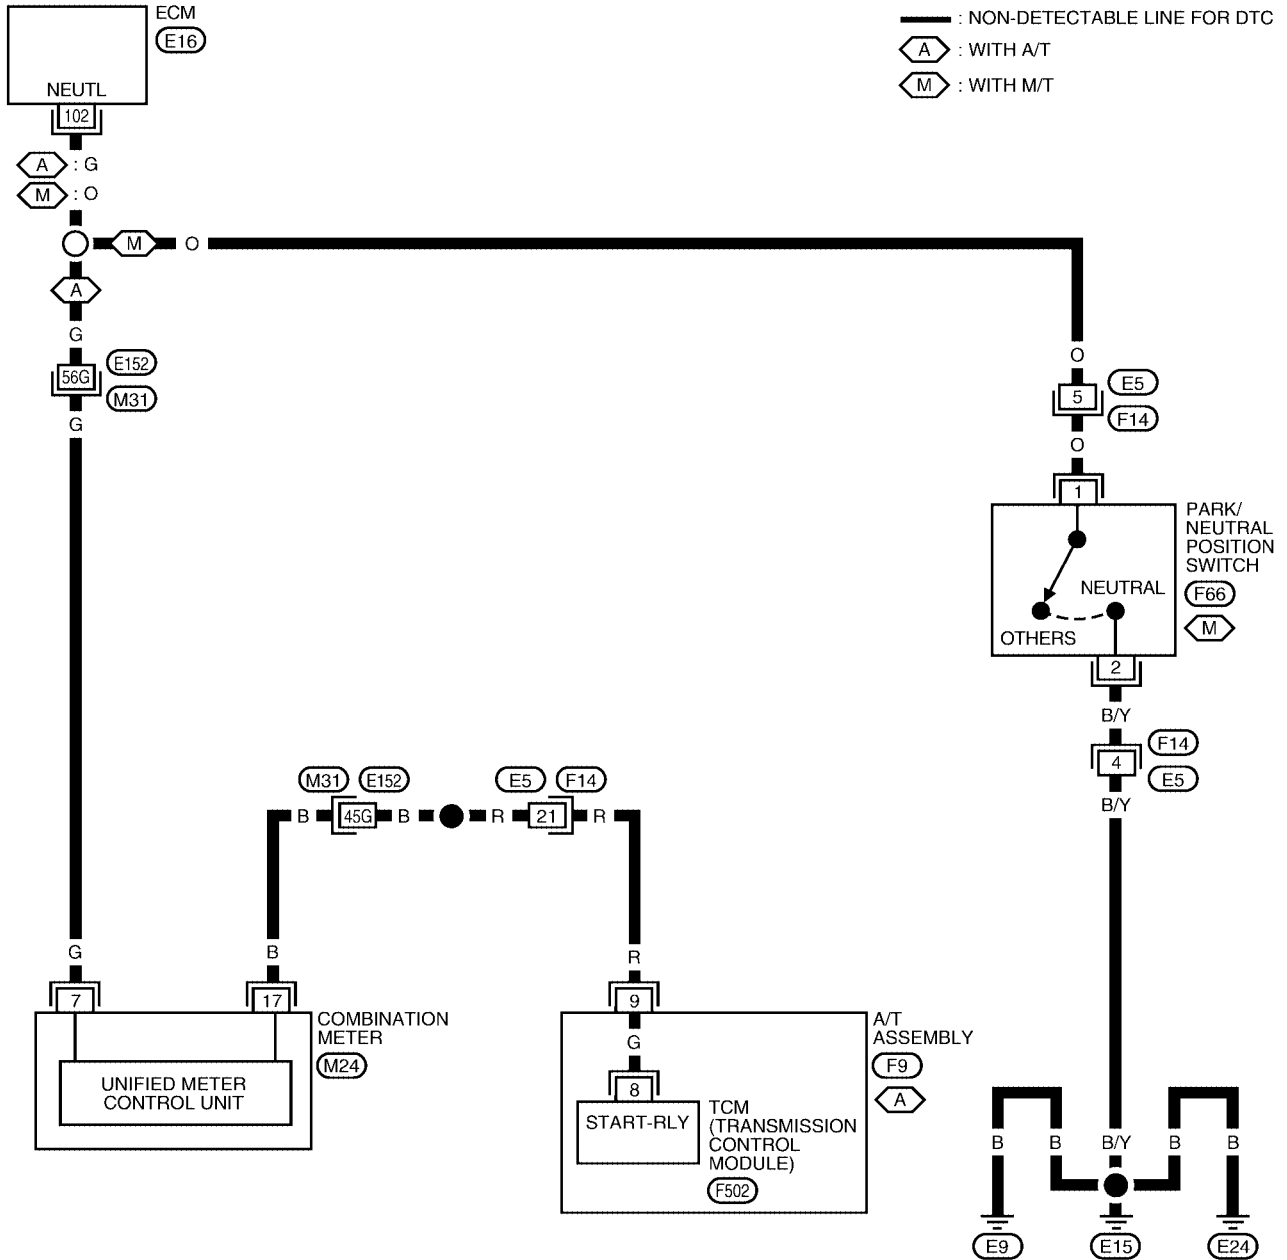 ECM
E16
NEUTL
102
A : G
M : O
: NON-DETECTABLE LINE FOR DTC
A : WITH A/T
M : WITH M/T
M O
A
G
56G
E152
M31
G
O
5
E5
F14
O
1
PARK/
NEUTRAL
POSITION
SWITCH
F66
M
NEUTRAL
OTHERS
2
B/Y
4
F14
E5
B/Y
M31 E152 E5 F14
B 45G B R 21 R
G B R
7 17 9
COMBINATION
METER
M24
UNIFIED METER
CONTROL UNIT
A/T
ASSEMBLY
F9
A
G
8
START-RLY
TCM
(TRANSMISSION
CONTROL
MODULE)
F502
B B B/Y B B
E9 E15 E24